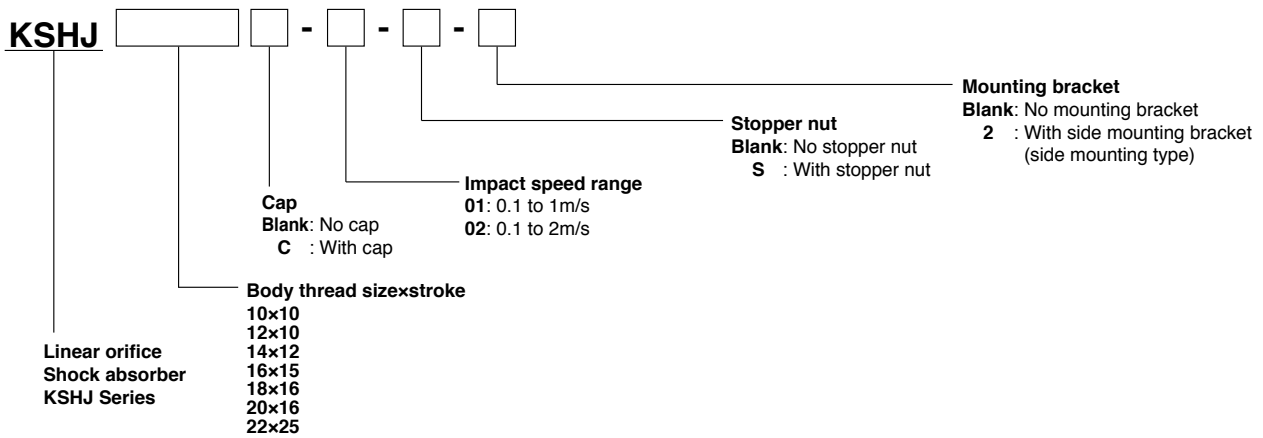 KSHJ - - -
Mounting bracket
Blank: No mounting bracket
2 : With side mounting bracket
(side mounting type)
Stopper nut
Blank: No stopper nut
S : With stopper nut
Impact speed range
01: 0.1 to 1m/s
02: 0.1 to 2m/s
Cap
Blank: No cap
C : With cap
Body thread size×stroke
10×10
12×10
14×12
16×15
18×16
20×16
22×25
Linear orifice
Shock absorber
KSHJ Series